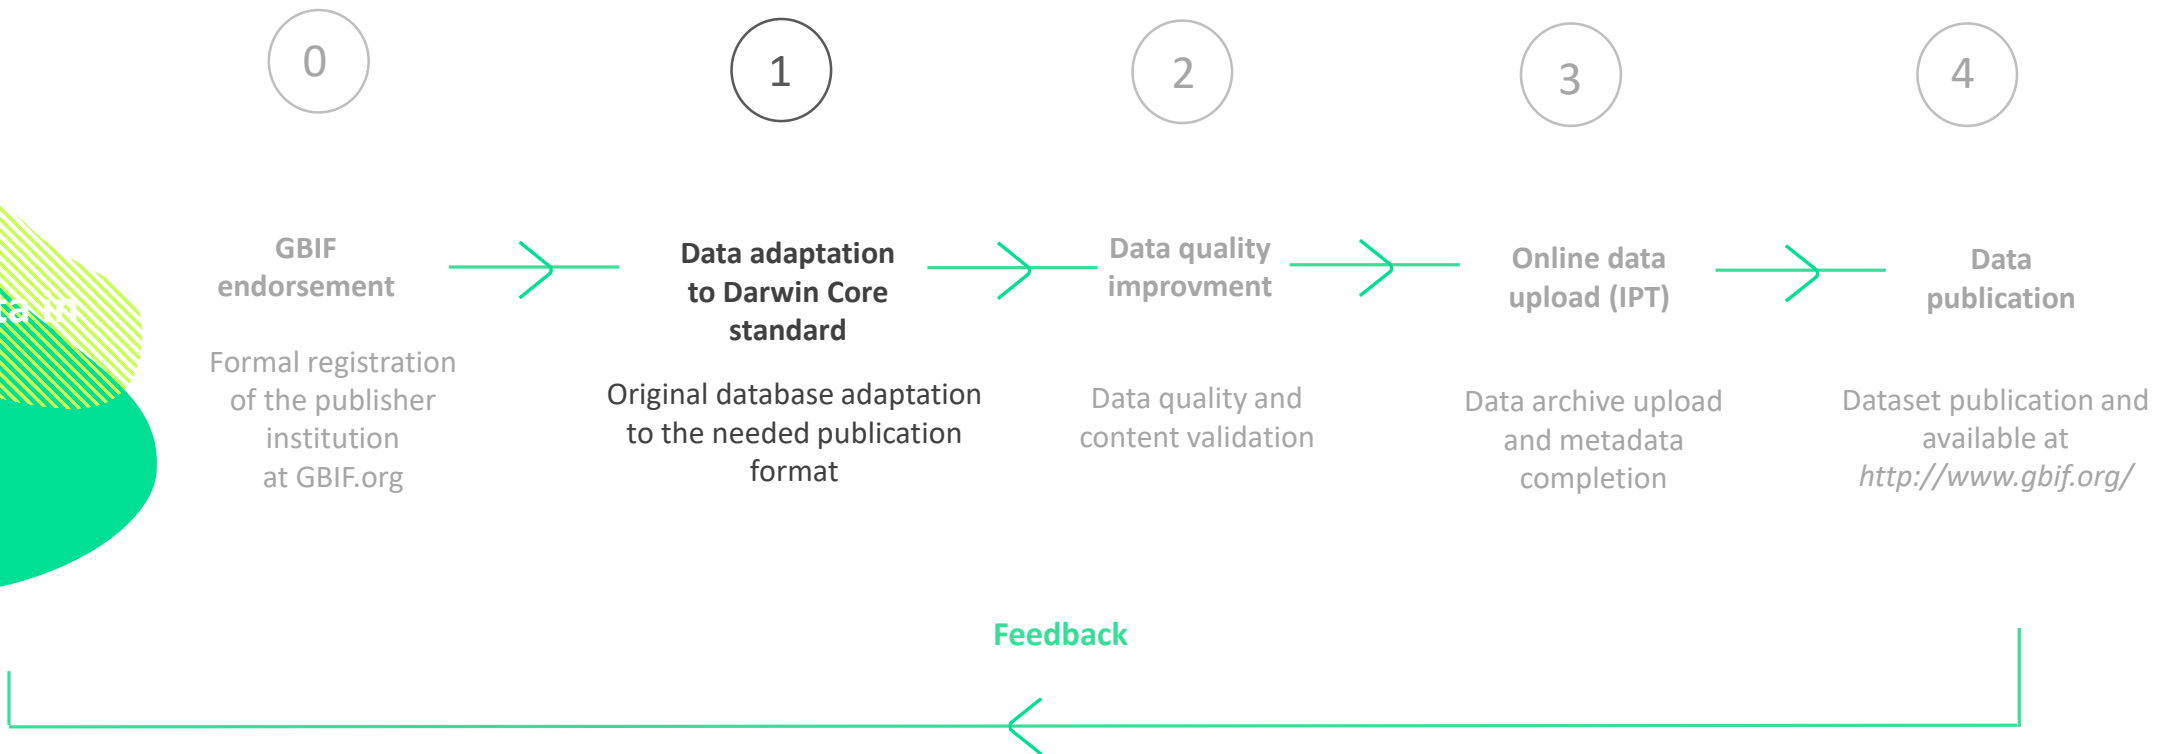 0
1
2
3
4
GBIF
endorsement
Formal registration
of the publisher
institution
at GBIF.org
Data adaptation
to Darwin Core
standard
Original database adaptation
to the needed publication
format
Data quality
improvment
Data quality and
content validation
Online data
upload (IPT)
Data archive upload
and metadata
completion
Data
publication
Dataset publication and
available at
http://www.gbif.org/
in
Feedback